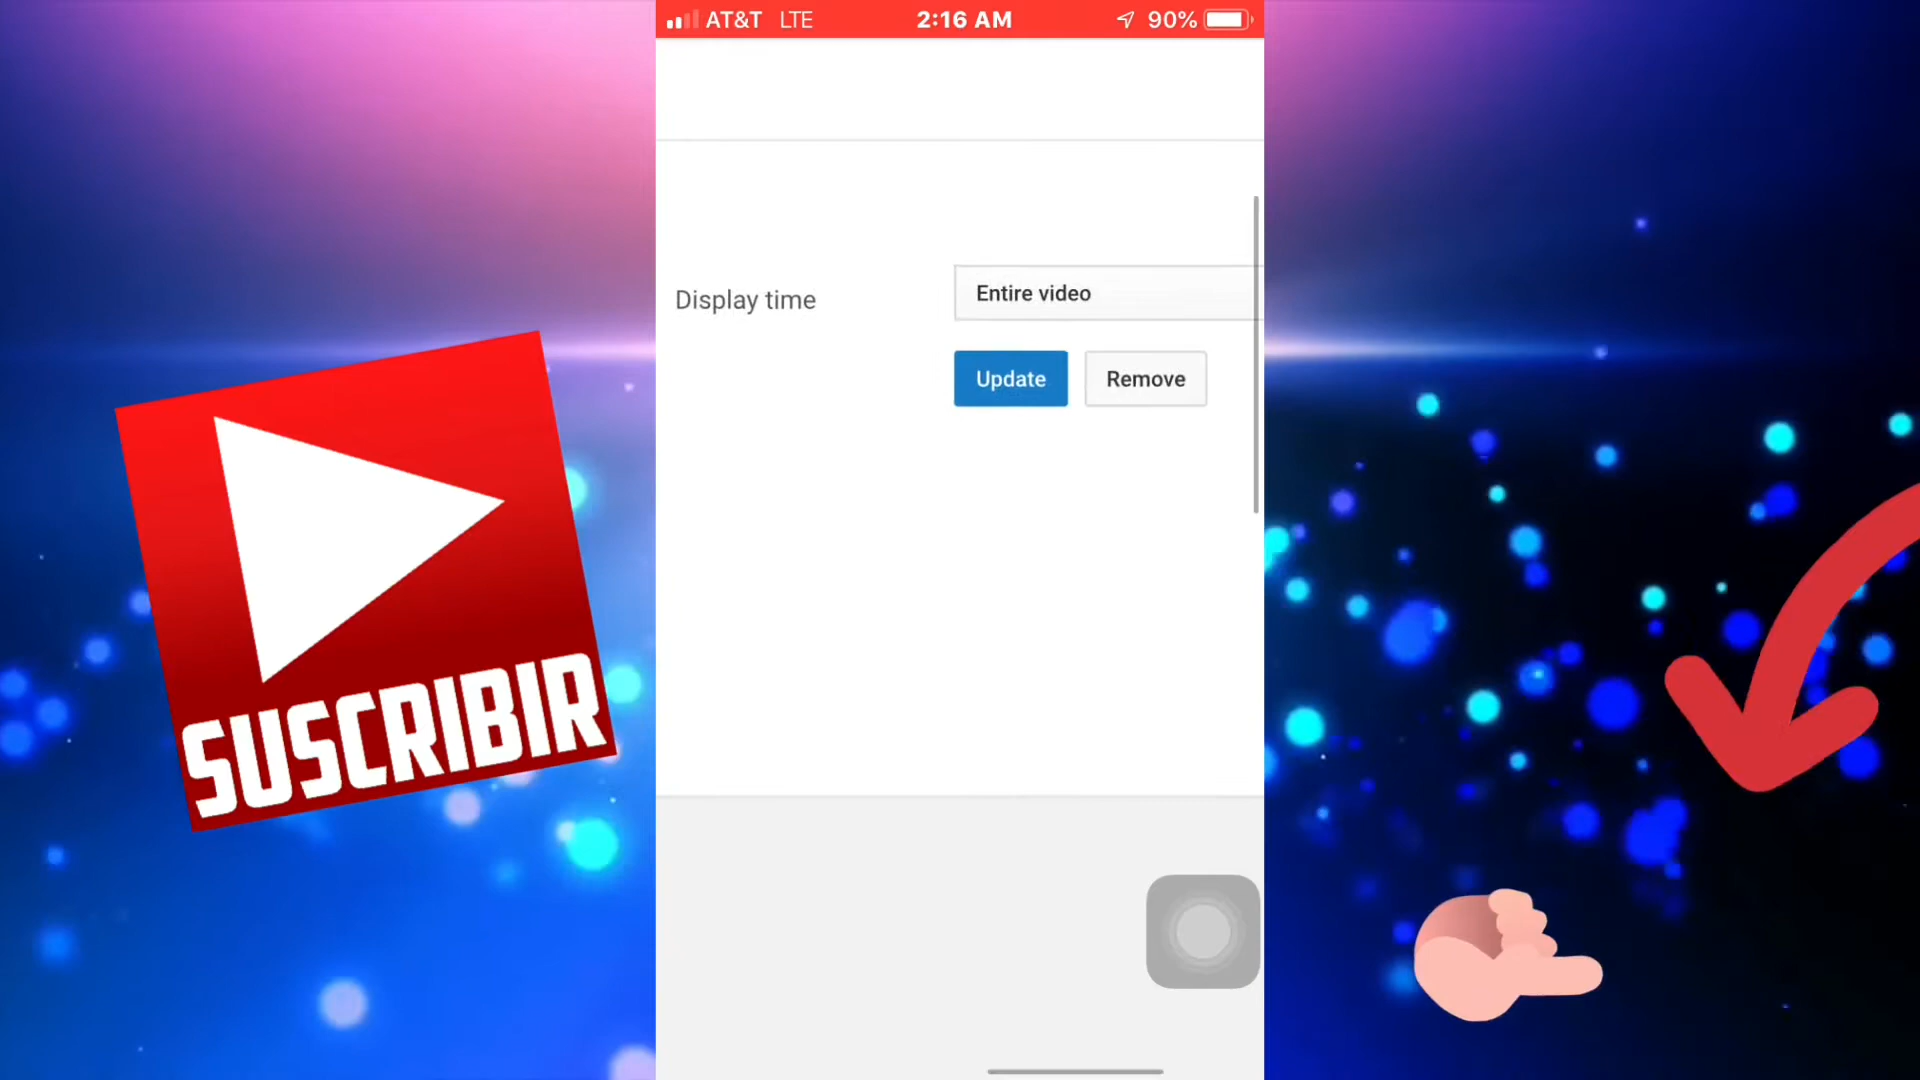 AT&T LTE 2:16 AM 90%
Display time
Entire video
Update Remove
SUSCRIBIR